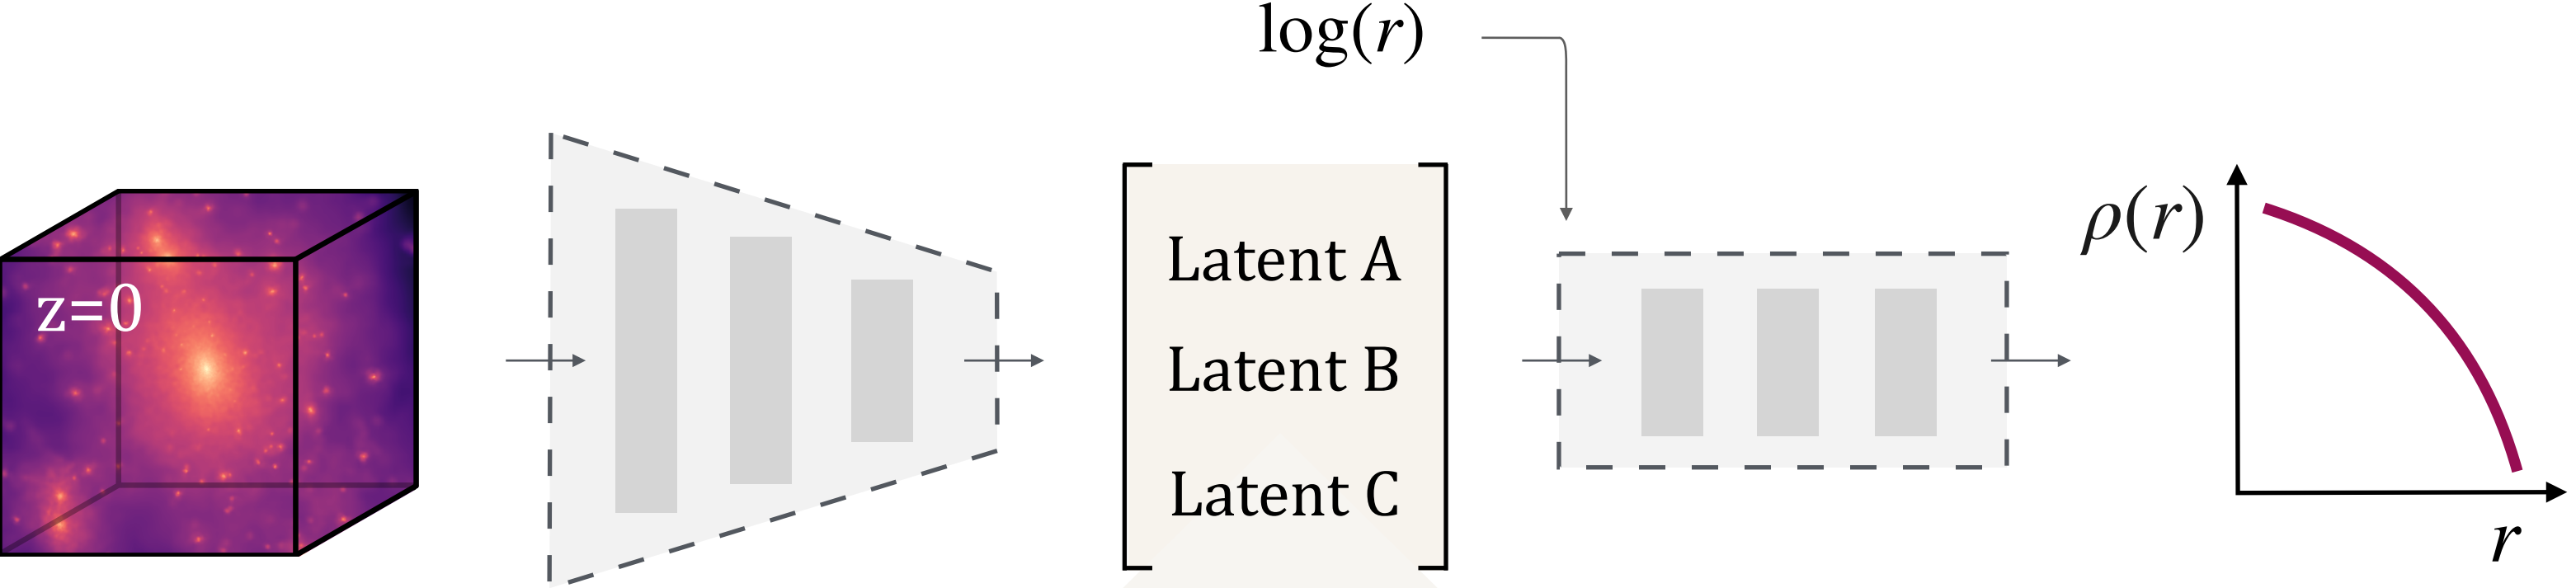 z=0
log(r)
Latent A
Latent B
Latent C
ρ(r)
r